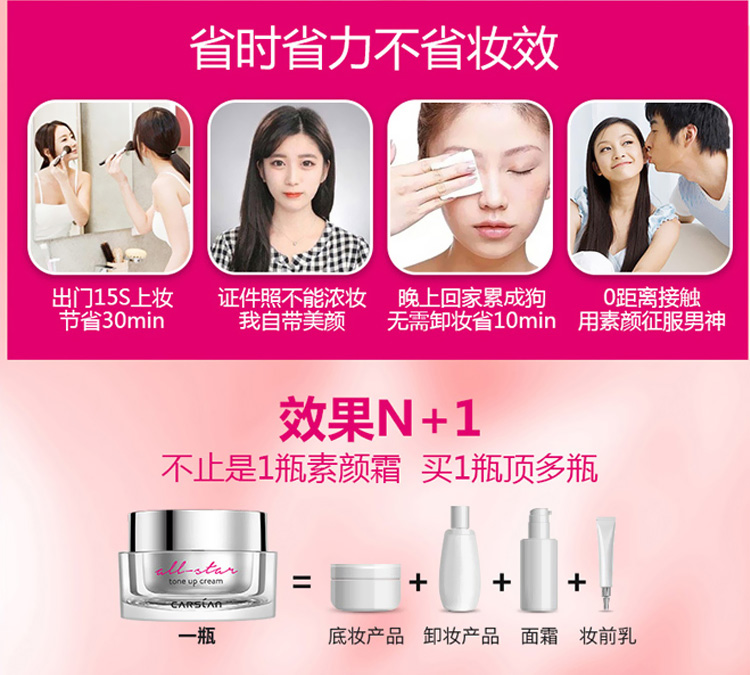 省时省力不省妆效
出门15S上妆
节省30min
证件照不能浓妆
我自带美颜
晚上回家累成狗
无需卸妆省10min
0距离接触
用素颜征服男神
效果N+1
不止是1瓶素颜霜 买1瓶顶多瓶
all-star
tone up cream
CARSLAN
= + + +
一瓶
底妆产品
卸妆产品
面霜
妆前乳